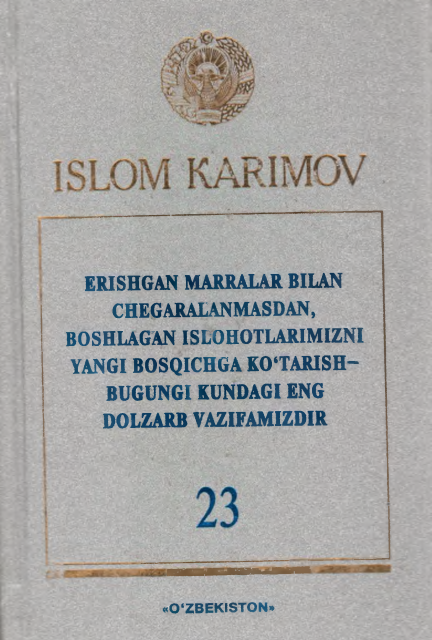 ISLOM KARIMOV
ERISHGAN MARRALAR BILAN
CHEGARALANMASDAN,
BOSHLAGAN ISLOHOTLARIMIZNI
YANGI BOSQICHGA KO‘TARISH–
BUGUNGI KUNDAGI ENG
DOLZARB VAZIFAMIZDIR
23
«O‘ZBEKISTON»